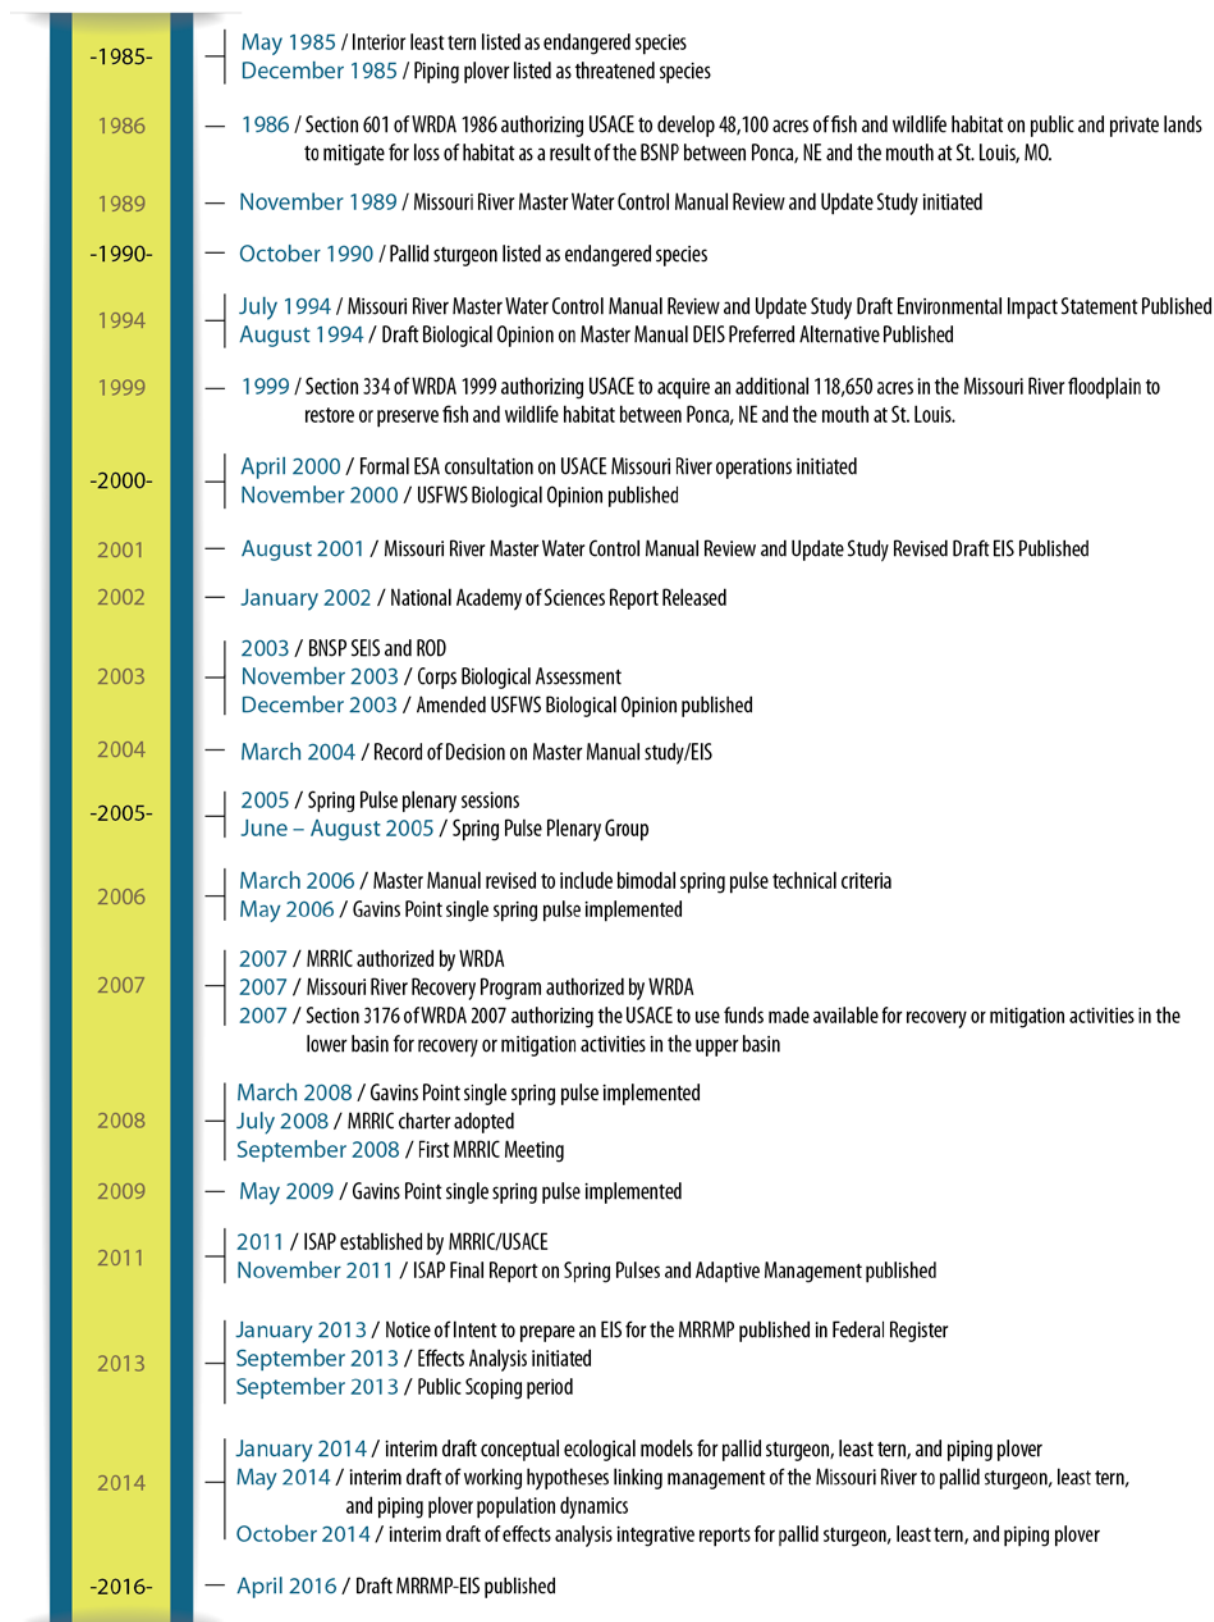 -1985-
May 1985 / Interior least tern listed as endangered species
December 1985 / Piping plover listed as threatened species
1986
1986 / Section 601 of WRDA 1986 authorizing USACE to develop 48,100 acres of fish and wildlife habitat on public and private lands
to mitigate for loss of habitat as a result of the BSNP between Ponca, NE and the mouth at St. Louis, MO.
1989
November 1989 / Missouri River Master Water Control Manual Review and Update Study initiated
-1990-
October 1990 / Pallid sturgeon listed as endangered species
1994
July 1994 / Missouri River Master Water Control Manual Review and Update Study Draft Environmental Impact Statement Published
August 1994 / Draft Biological Opinion on Master Manual DEIS Preferred Alternative Published
1999
1999 / Section 334 of WRDA 1999 authorizing USACE to acquire an additional 118,650 acres in the Missouri River floodplain to
restore or preserve fish and wildlife habitat between Ponca, NE and the mouth at St. Louis.
-2000-
April 2000 / Formal ESA consultation on USACE Missouri River operations initiated
November 2000 / USFWS Biological Opinion published
2001
August 2001 / Missouri River Master Water Control Manual Review and Update Study Revised Draft EIS Published
2002
January 2002 / National Academy of Sciences Report Released
2003
2003 / BNSP SEIS and ROD
November 2003 / Corps Biological Assessment
December 2003 / Amended USFWS Biological Opinion published
2004
March 2004 / Record of Decision on Master Manual study/EIS
-2005-
2005 / Spring Pulse plenary sessions
June – August 2005 / Spring Pulse Plenary Group
2006
March 2006 / Master Manual revised to include bimodal spring pulse technical criteria
May 2006 / Gavins Point single spring pulse implemented
2007
2007 / MRRIC authorized by WRDA
2007 / Missouri River Recovery Program authorized by WRDA
2007 / Section 3176 of WRDA 2007 authorizing the USACE to use funds made available for recovery or mitigation activities in the
lower basin for recovery or mitigation activities in the upper basin
2008
March 2008 / Gavins Point single spring pulse implemented
July 2008 / MRRIC charter adopted
September 2008 / First MRRIC Meeting
2009
May 2009 / Gavins Point single spring pulse implemented
2011
2011 / ISAP established by MRRIC/USACE
November 2011 / ISAP Final Report on Spring Pulses and Adaptive Management published
2013
January 2013 / Notice of Intent to prepare an EIS for the MRRMP published in Federal Register
September 2013 / Effects Analysis initiated
September 2013 / Public Scoping period
2014
January 2014 / interim draft conceptual ecological models for pallid sturgeon, least tern, and piping plover
May 2014 / interim draft of working hypotheses linking management of the Missouri River to pallid sturgeon, least tern,
and piping plover population dynamics
October 2014 / interim draft of effects analysis integrative reports for pallid sturgeon, least tern, and piping plover
-2016-
April 2016 / Draft MRRMP-EIS published